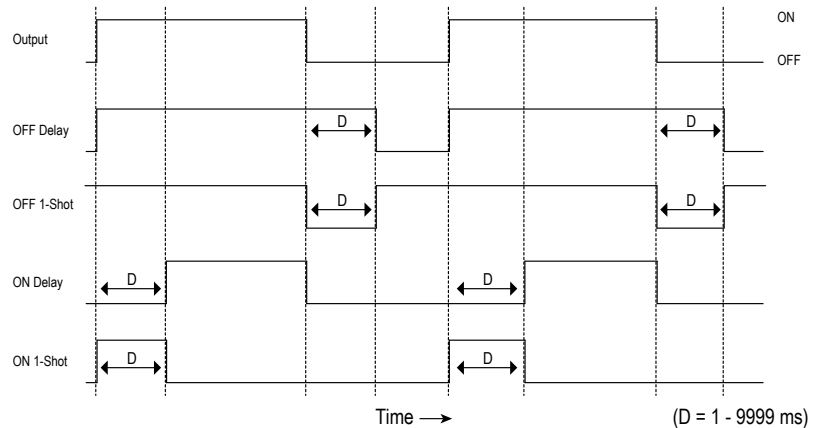 Output
ON
OFF
OFF Delay
D
D
OFF 1-Shot
D
D
ON Delay
D
D
ON 1-Shot
D
D
Time
(D = 1 - 9999 ms)